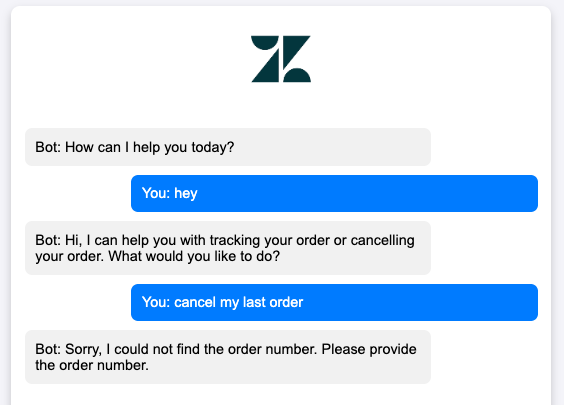 Bot: How can I help you today?
You: hey
Bot: Hi, I can help you with tracking your order or cancelling
your order. What would you like to do?
You: cancel my last order
Bot: Sorry, I could not find the order number. Please provide
the order number.